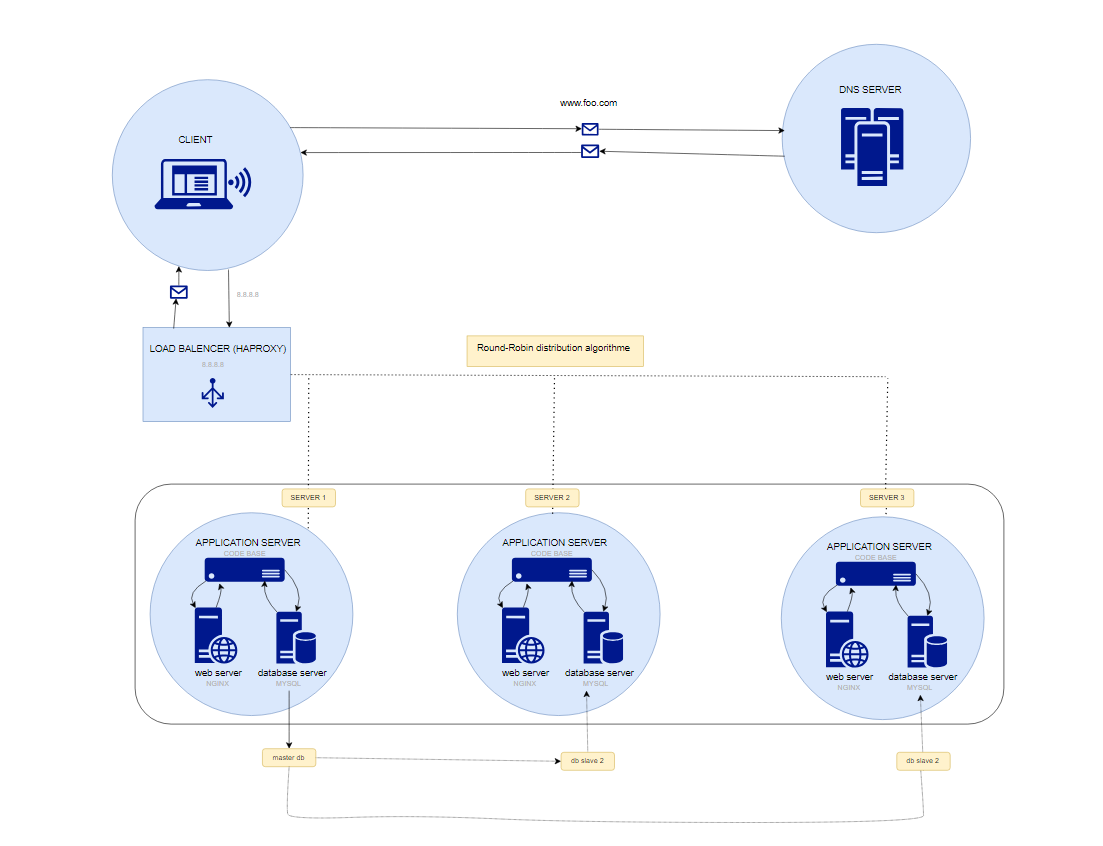 www.foo.com
DNS SERVER
CLIENT
8.8.8.8
LOAD BALENCER (HAPROXY)
8.8.8.8
Round-Robin distribution algorithme
SERVER 1
SERVER 2
SERVER 3
APPLICATION SERVER
CODE BASE
web server
NGINX
database server
MYSQL
APPLICATION SERVER
CODE BASE
web server
NGINX
database server
MYSQL
APPLICATION SERVER
CODE BASE
web server
NGINX
database server
MYSQL
master db
db slave 2
db slave 2